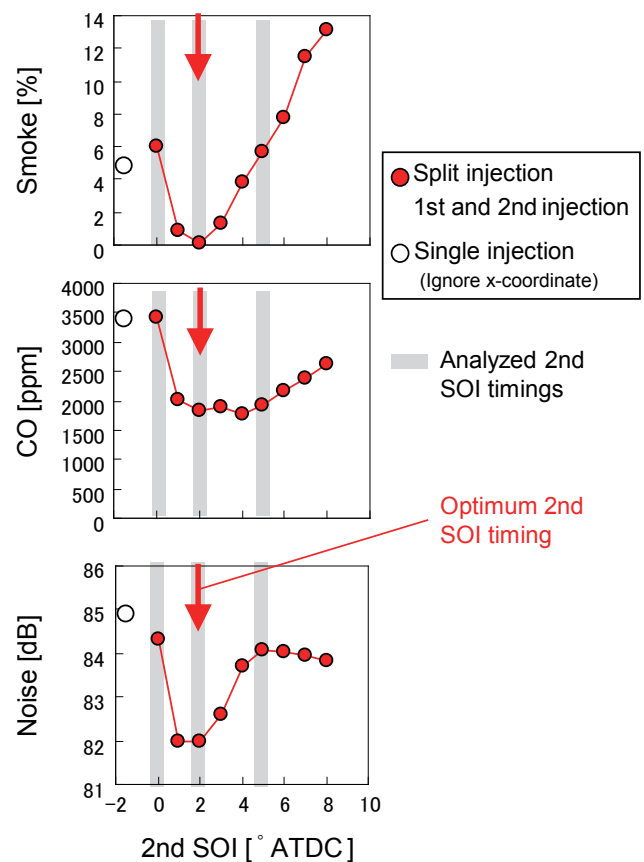 14
12
10
8
6
4
2
0
Smoke [%]
4000
3500
3000
2500
2000
1500
1000
500
0
CO [ppm]
86
85
84
83
82
81
Noise [dB]
-2 0 2 4 6 8 10
2nd SOI [ ° ATDC]
Split injection
1st and 2nd injection
Single injection
(Ignore x-coordinate)
Analyzed 2nd
SOI timings
Optimum 2nd
SOI timing